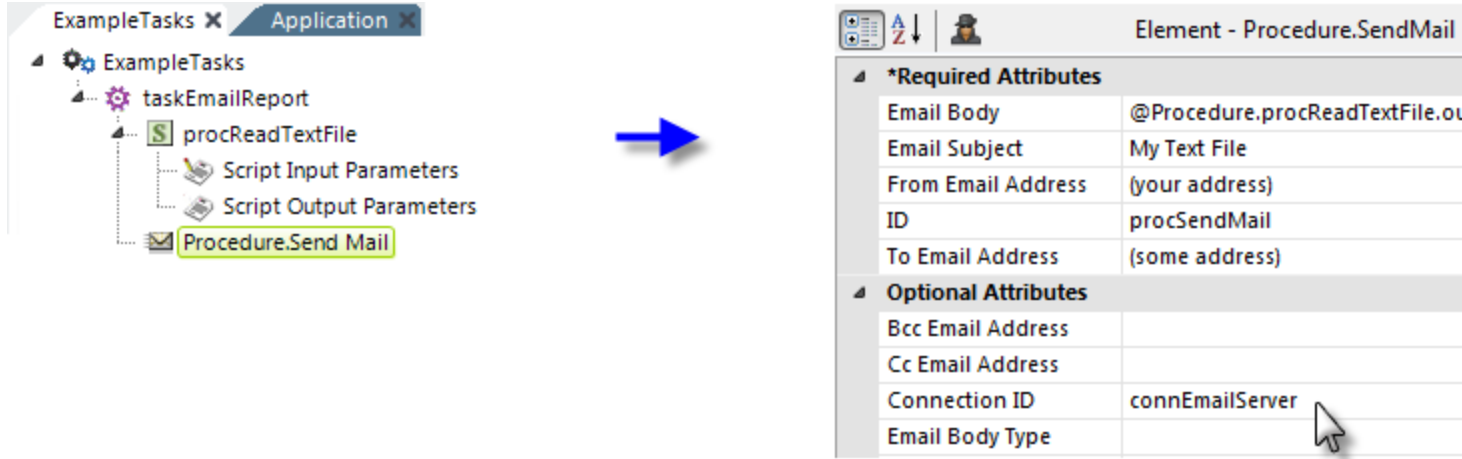 ExampleTasks
Application
ExampleTasks
taskEmailReport
S procReadTextFile
Script Input Parameters
Script Output Parameters
Procedure.Send Mail
A Z Element - Procedure.SendMail
*Required Attributes
Email Body @Procedure.procReadTextFile.ou
Email Subject My Text File
From Email Address (your address)
ID procSendMail
To Email Address (some address)
Optional Attributes
Bcc Email Address
Cc Email Address
Connection ID connEmailServer
Email Body Type